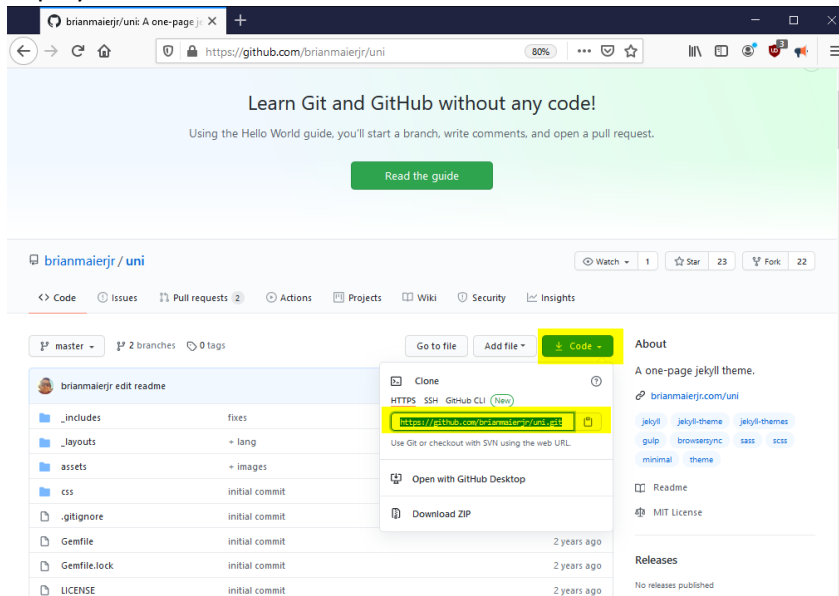 brianmaierjr/uni: A one-page je
https://github.com/brianmaierjr/uni
80%
3
Learn Git and GitHub without any code!
Using the Hello World guide, you'll start a branch, write comments, and open a pull request.
Read the guide
brianmaierjr / uni
Watch 1 Star 23 Fork 22
Code Issues Pull requests 2 Actions Projects Wiki Security Insights
master 2 branches 0 tags Go to file Add file Code
About
A one-page jekyll theme.
brianmaierjr.com/uni
jekyll jekyll-theme jekyll-themes
gulp browsersync sass scss
minimal theme
Readme
MIT License
Releases
No releases published
brianmaierjr edit readme
_includes fixes
_layouts + lang
assets + images
css initial commit
.gitignore initial commit
Gemfile initial commit 2 years ago
Gemfile.lock initial commit 2 years ago
LICENSE initial commit 2 years ago
Clone
HTTPS SSH GitHub CLI New
https://github.com/brianmaierjr/uni.git
Use Git or checkout with SVN using the web URL.
Open with GitHub Desktop
Download ZIP